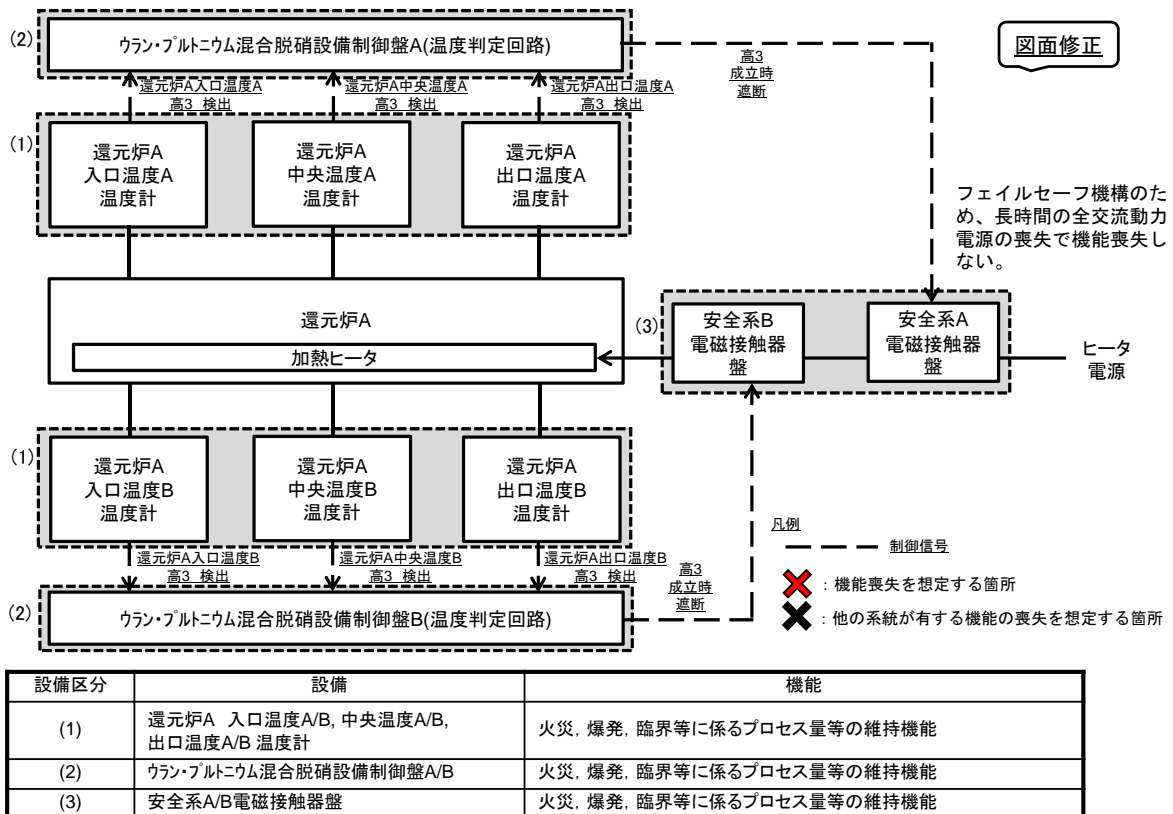 (2)
ウラン・プルトニウム混合脱硝設備制御盤A(温度判定回路)
高3
成立時
遮断
図面修正
還元炉A入口温度A
高3 検出
還元炉A中央温度A
高3 検出
還元炉A出口温度A
高3 検出
(1)
還元炉A
入口温度A
温度計
還元炉A
中央温度A
温度計
還元炉A
出口温度A
温度計
フェイルセーフ機構のた
め、長時間の全交流動力
電源の喪失で機能喪失し
ない。
還元炉A
加熱ヒータ
(3)
安全系B
電磁接触器
盤
安全系A
電磁接触器
盤
ヒータ
電源
(1)
還元炉A
入口温度B
温度計
還元炉A
中央温度B
温度計
還元炉A
出口温度B
温度計
還元炉A入口温度B
高3 検出
還元炉A中央温度B
高3 検出
還元炉A出口温度B
高3 検出
(2)
ウラン・プルトニウム混合脱硝設備制御盤B(温度判定回路)
高3
成立時
遮断
凡例
制御信号
：機能喪失を想定する箇所
：他の系統が有する機能の喪失を想定する箇所
設備区分 設備 機能
(1) 還元炉A 入口温度A/B, 中央温度A/B,
出口温度A/B 温度計 火災, 爆発, 臨界等に係るプロセス量等の維持機能
(2) ウラン・プルトニウム混合脱硝設備制御盤A/B 火災, 爆発, 臨界等に係るプロセス量等の維持機能
(3) 安全系A/B電磁接触器盤 火災, 爆発, 臨界等に係るプロセス量等の維持機能